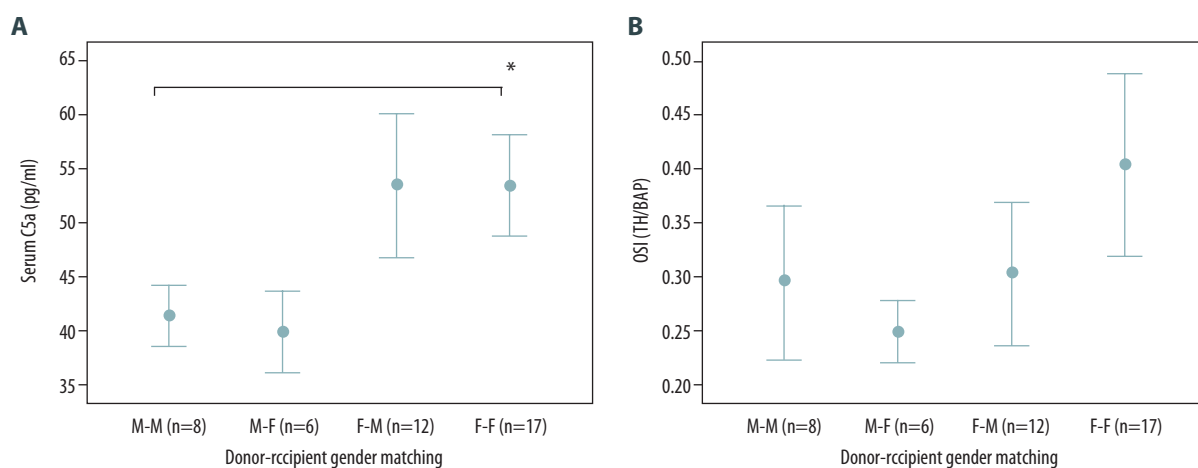 A
Serum C5a (pg/ml)
65
60
55
50
45
40
35
*
M-M (n=8) M-F (n=6) F-M (n=12) F-F (n=17)
Donor-rccipient gender matching
B
OSI (TH/BAP)
0.50
0.45
0.40
0.35
0.30
0.25
0.20
M-M (n=8) M-F (n=6) F-M (n=12) F-F (n=17)
Donor-rccipient gender matching